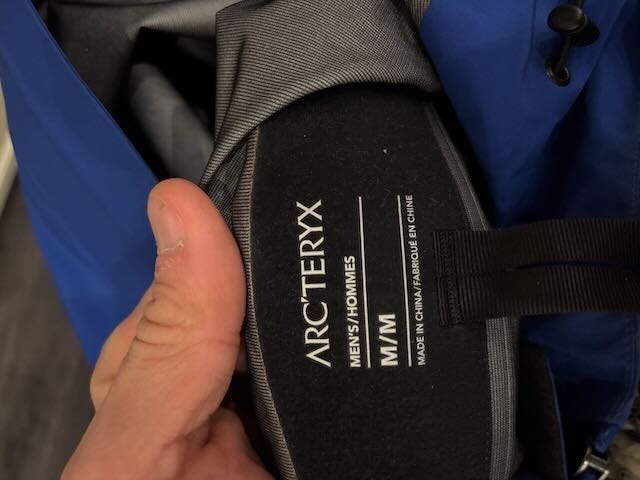 ARC'TERYX
MEN'S/HOMMES
M/M
MADE IN CHINA/FABRIQUÉ EN CHINE